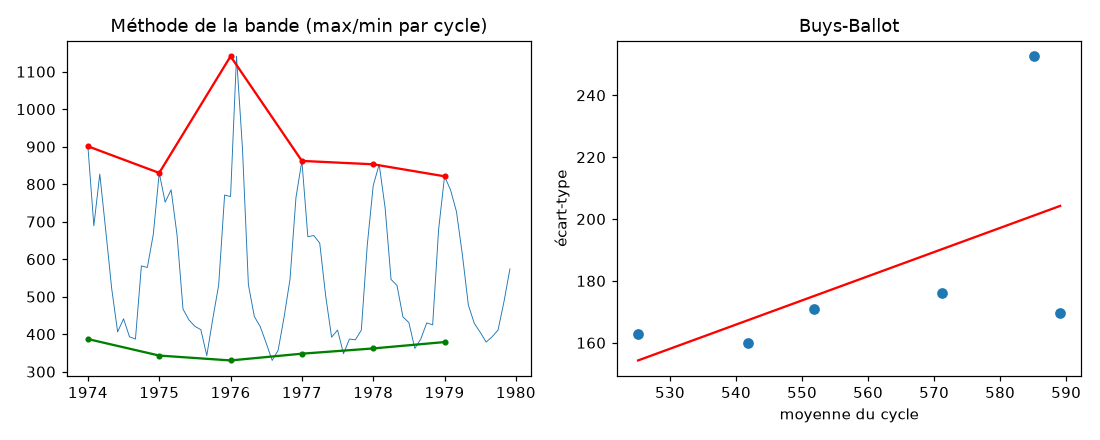 Méthode de la bande (max/min par cycle)
1100
1000
900
800
700
600
500
400
300
1974 1975 1976 1977 1978 1979 1980
Buys-Ballot
écart-type
240
220
200
180
160
530 540 550 560 570 580 590
moyenne du cycle